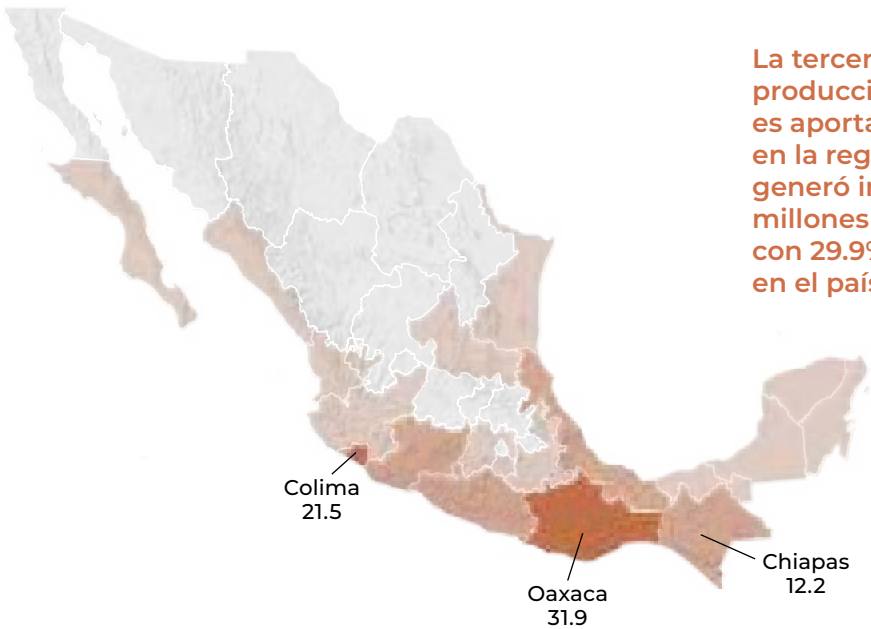 La tercer
producci
es aporta
en la reg
generó in
millones
con 29.9%
en el país
Colima
21.5
Oaxaca
31.9
Chiapas
12.2